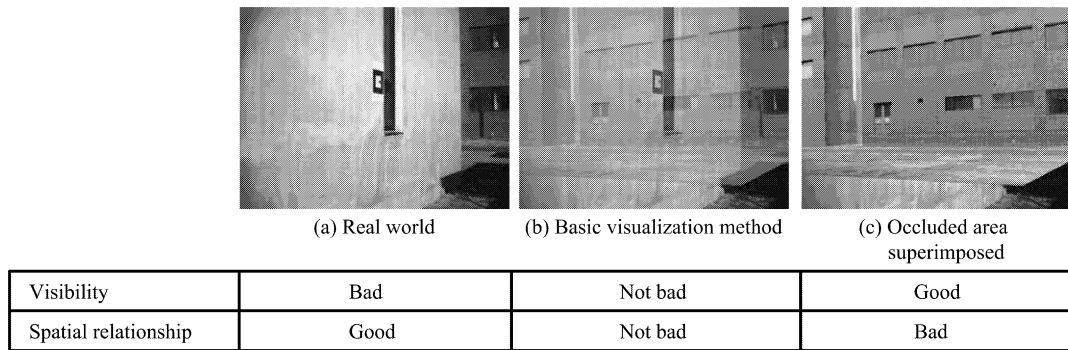 (a) Real world
(b) Basic visualization method
(c) Occluded area
superimposed
Visibility Bad Not bad Good
Spatial relationship Good Not bad Bad